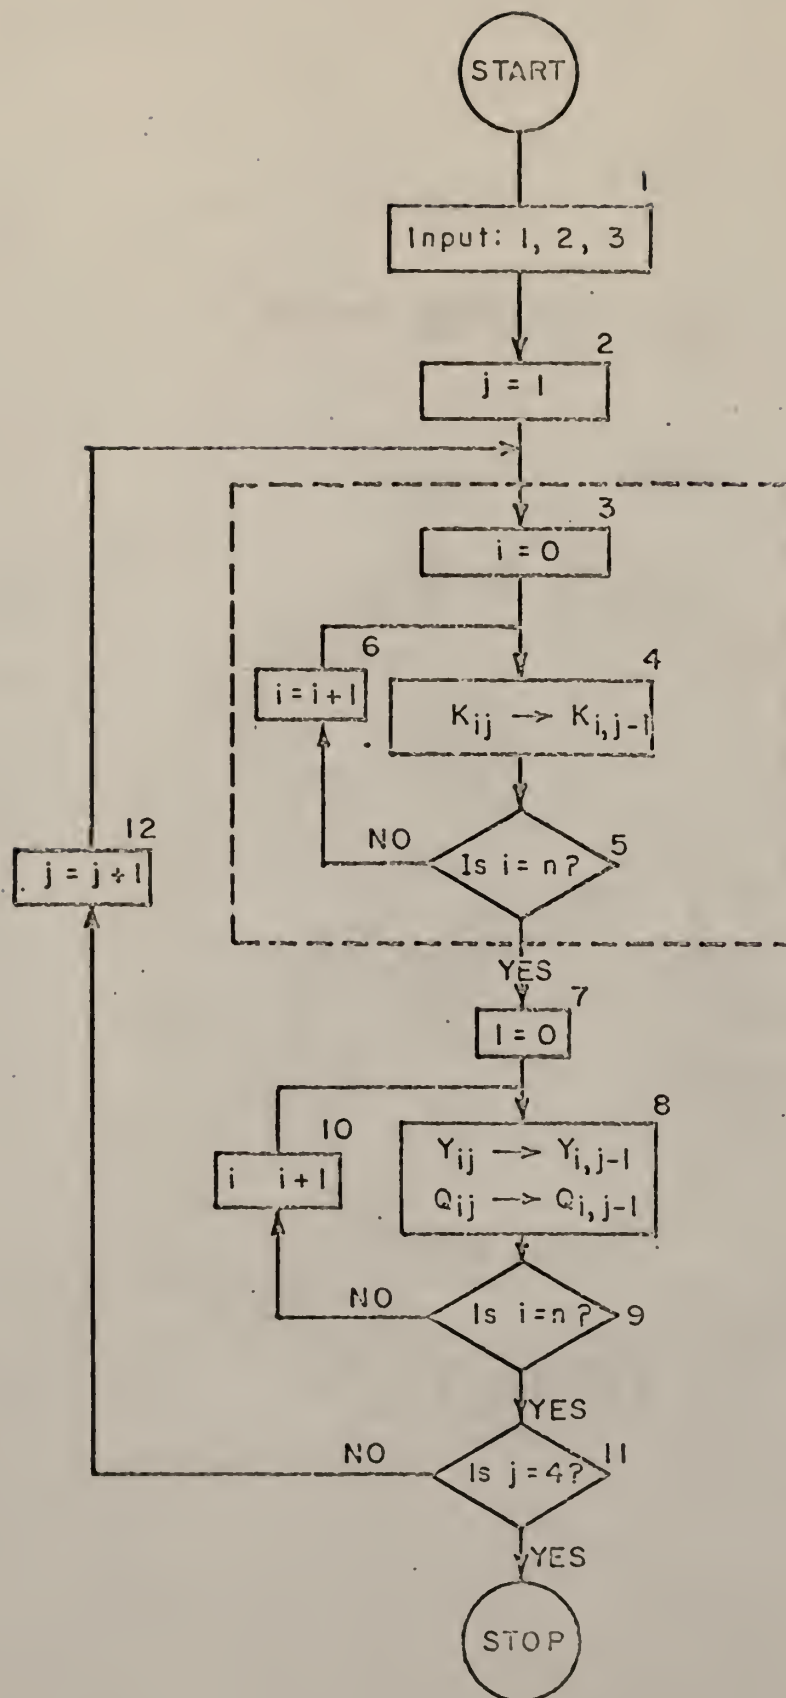 START
1
Input: 1, 2, 3
2
j = 1
3
i = 0
6
4
i = i + 1
K_ij → K_i,j-1
NO
5
Is i = n ?
12
j = j + 1
YES
7
I = 0
8
10
Y_ij → Y_i,j-1
i i + 1
Q_ij → Q_i,j-1
NO
Is i = n ?
9
YES
NO
11
Is j = 4 ?
YES
STOP